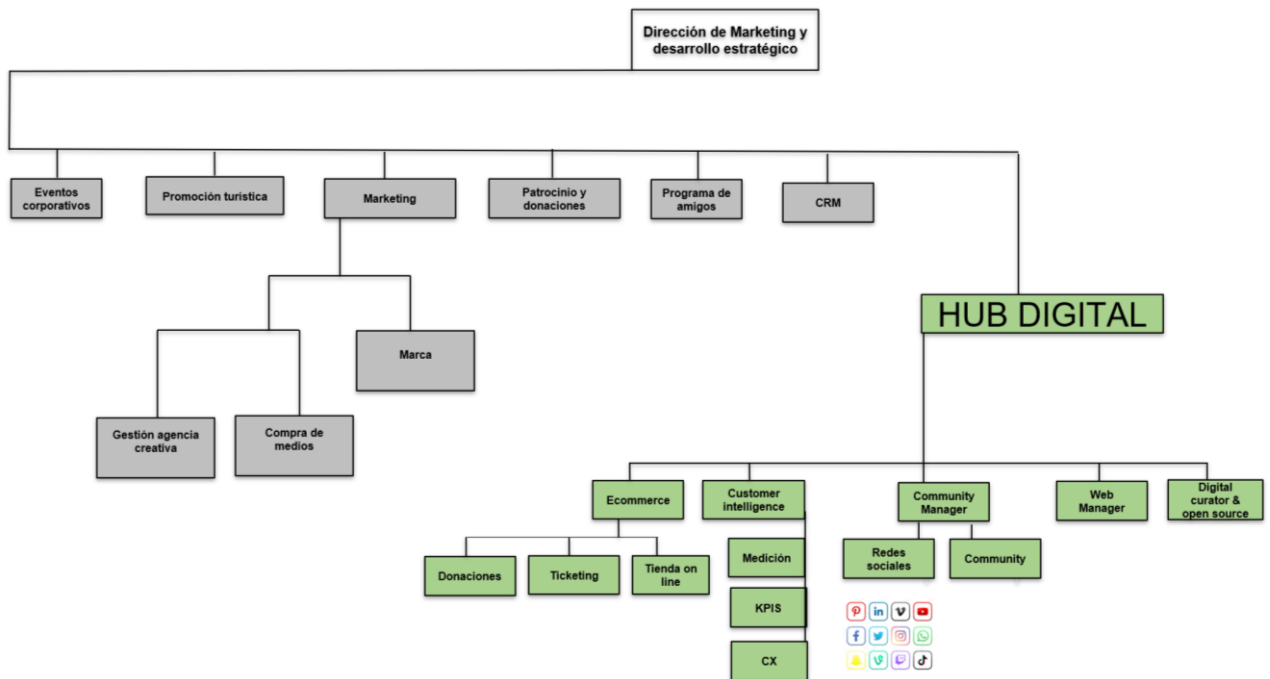 Dirección de Marketing y
desarrollo estratégico
Eventos
corporativos
Promoción turística
Marketing
Patrocinio y
donaciones
Programa de
amigos
CRM
HUB DIGITAL
Marca
Gestión agencia
creativa
Compra de
medios
Ecommerce
Customer
intelligence
Community
Manager
Web
Manager
Digital
curator &
open source
Donaciones
Ticketing
Tienda on
line
Medición
Redes
sociales
Community
KPIS
CX